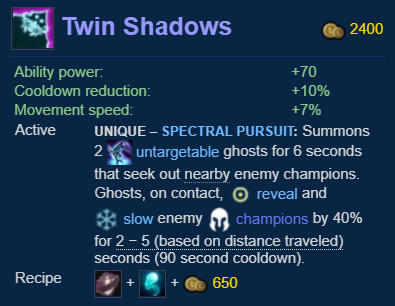 Twin Shadows 2400
Ability power: +70
Cooldown reduction: +10%
Movement speed: +7%
Active UNIQUE – SPECTRAL PURSUIT: Summons
2 untargetable ghosts for 6 seconds
that seek out nearby enemy champions.
Ghosts, on contact, reveal and
slow enemy champions by 40%
for 2 − 5 (based on distance traveled)
seconds (90 second cooldown).
Recipe + + 650